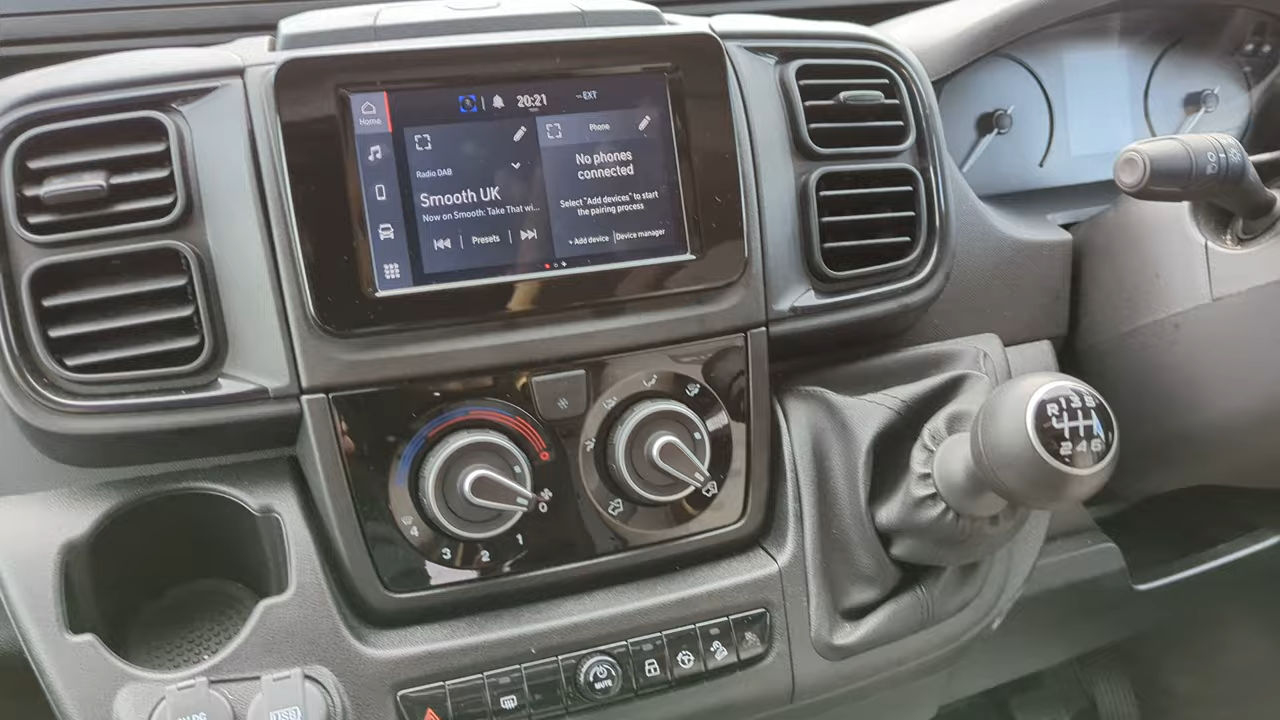 Home
20:21
EXT
Radio DAB
Smooth UK
Now on Smooth: Take That wi...
Presets
Phone
No phones
connected
Select "Add devices" to start
the pairing process
+ Add device
Device manager
0
1
2
3
4
R 1 3 5
2 4 6
MUTE
USB